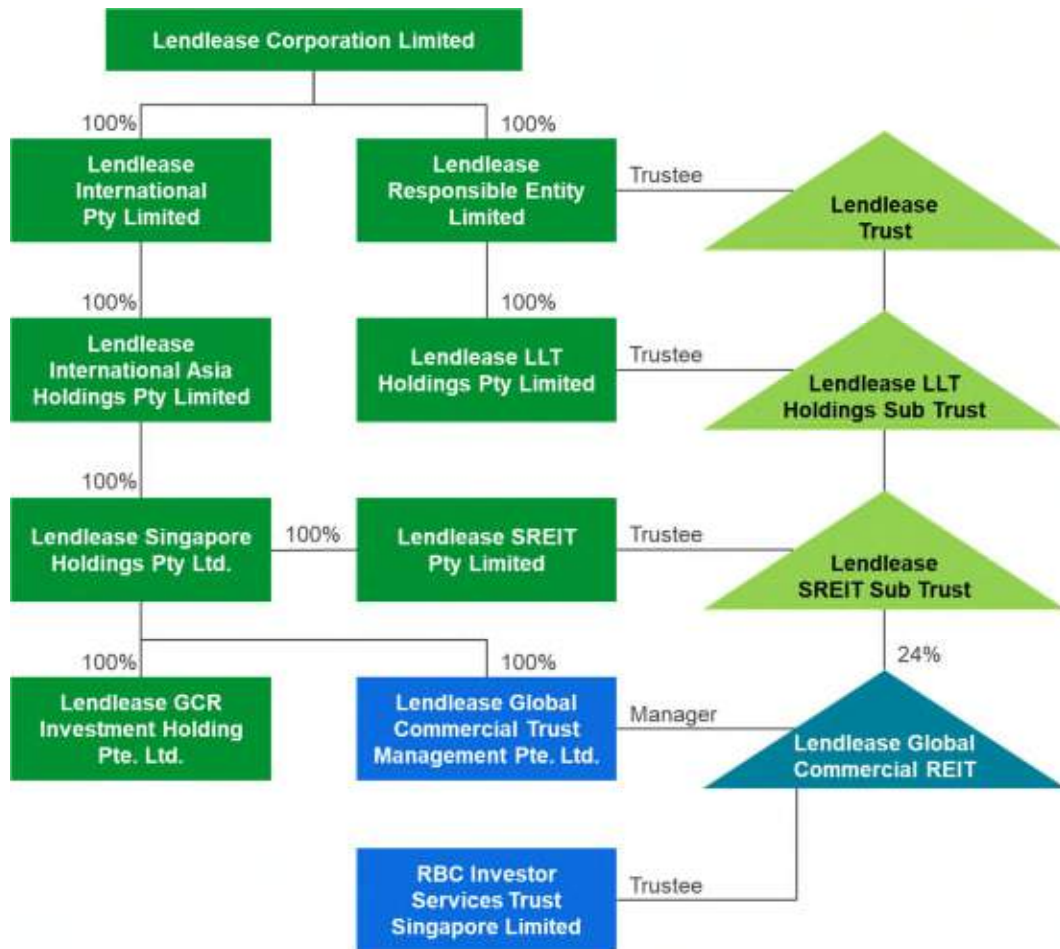 Lendlease Corporation Limited
100%
100%
Lendlease
International
Pty Limited
Lendlease
Responsible Entity
Limited
Trustee
Lendlease
Trust
100%
100%
Lendlease
International Asia
Holdings Pty Limited
Lendlease LLT
Holdings Pty Limited
Trustee
Lendlease LLT
Holdings Sub Trust
100%
Lendlease Singapore
Holdings Pty Ltd.
100%
Lendlease SREIT
Pty Limited
Trustee
Lendlease
SREIT Sub Trust
100%
100%
24%
Lendlease GCR
Investment Holding
Pte. Ltd.
Lendlease Global
Commercial Trust
Management Pte. Ltd.
Manager
Lendlease Global
Commercial REIT
RBC Investor
Services Trust
Singapore Limited
Trustee